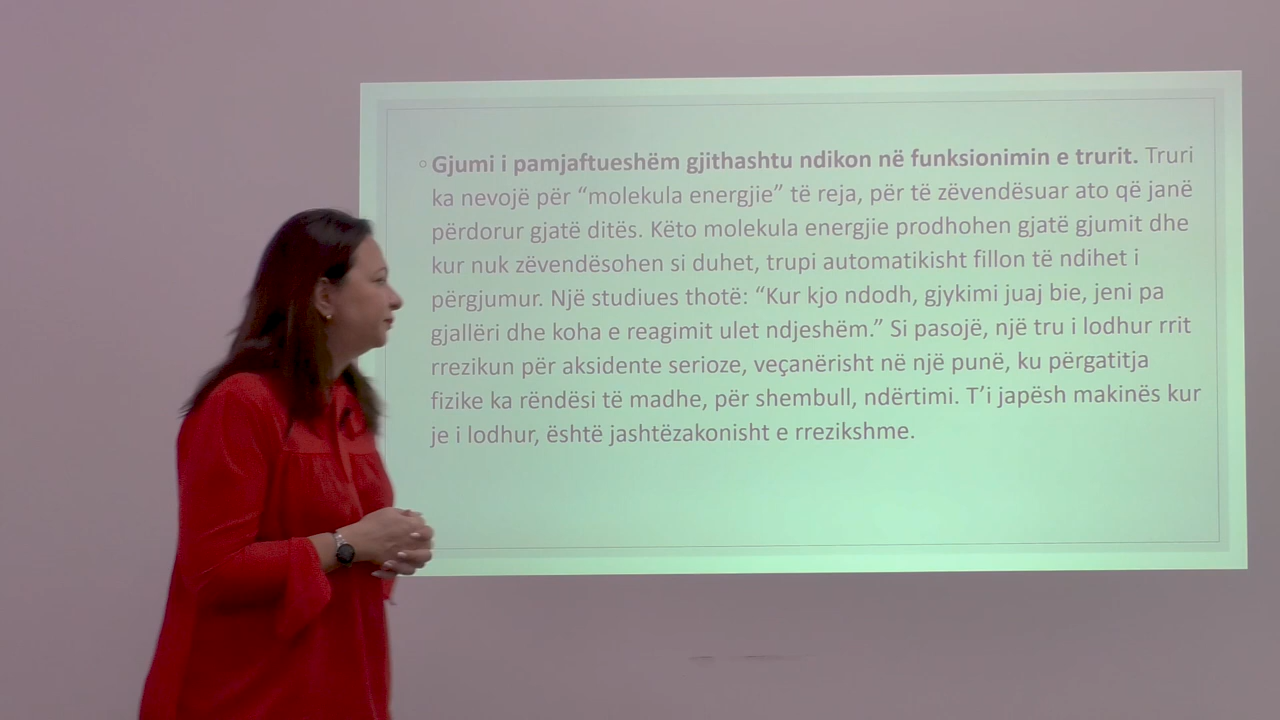 ◦ Gjumi i pamjaftueshëm gjithashtu ndikon në funksionimin e trurit. Truri
ka nevojë për “molekula energjie” të reja, për të zëvendësuar ato që janë
përdorur gjatë ditës. Këto molekula energjie prodhohen gjatë gjumit dhe
kur nuk zëvendësohen si duhet, trupi automatikisht fillon të ndihet i
përgjumur. Një studiues thotë: “Kur kjo ndodh, gjykimi juaj bie, jeni pa
gjallëri dhe koha e reagimit ulet ndjeshëm.” Si pasojë, një tru i lodhur rrit
rrezikun për aksidente serioze, veçanërisht në një punë, ku përgatitja
fizike ka rëndësi të madhe, për shembull, ndërtimi. T’i japësh makinës kur
je i lodhur, është jashtëzakonisht e rrezikshme.